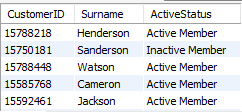 CustomerID Surname ActiveStatus
15788218 Henderson Active Member
15750181 Sanderson Inactive Member
15788448 Watson Active Member
15585768 Cameron Active Member
15592461 Jackson Active Member